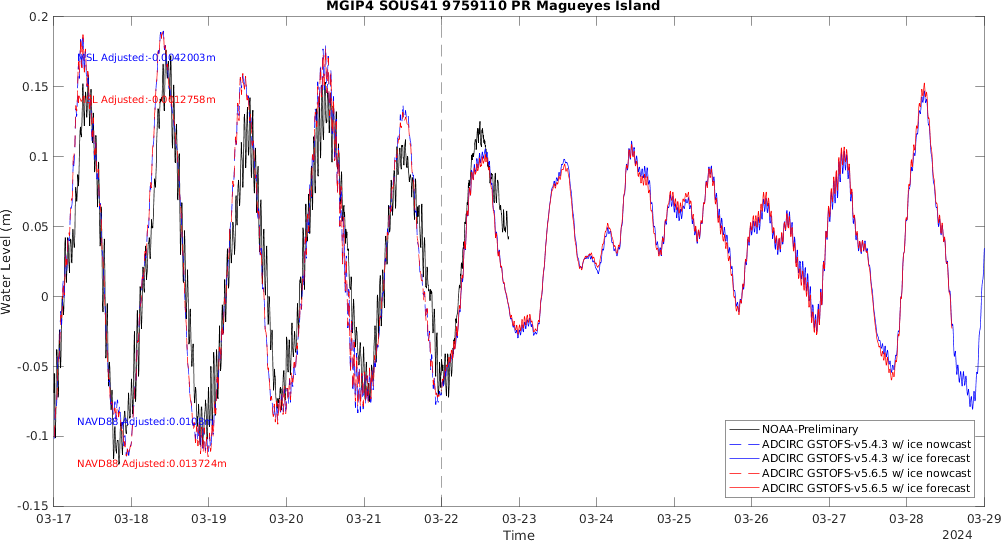 MGIP4 SOUS41 9759110 PR Magueyes Island
Water Level (m)
0.2
0.15
0.1
0.05
0
-0.05
-0.1
-0.15
MSL Adjusted:-0.0042003m
Adjusted:-0.0012758m
NAVD88 Adjusted:
NAVD88 Adjusted:0.013724m
NOAA-Preliminary
ADCIRC GSTOFS-v5.4.3 w/ ice nowcast
ADCIRC GSTOFS-v5.4.3 w/ ice forecast
ADCIRC GSTOFS-v5.6.5 w/ ice nowcast
ADCIRC GSTOFS-v5.6.5 w/ ice forecast
03-17 03-18 03-19 03-20 03-21 03-22 03-23 03-24 03-25 03-26 03-27 03-28 03-29
Time
2024